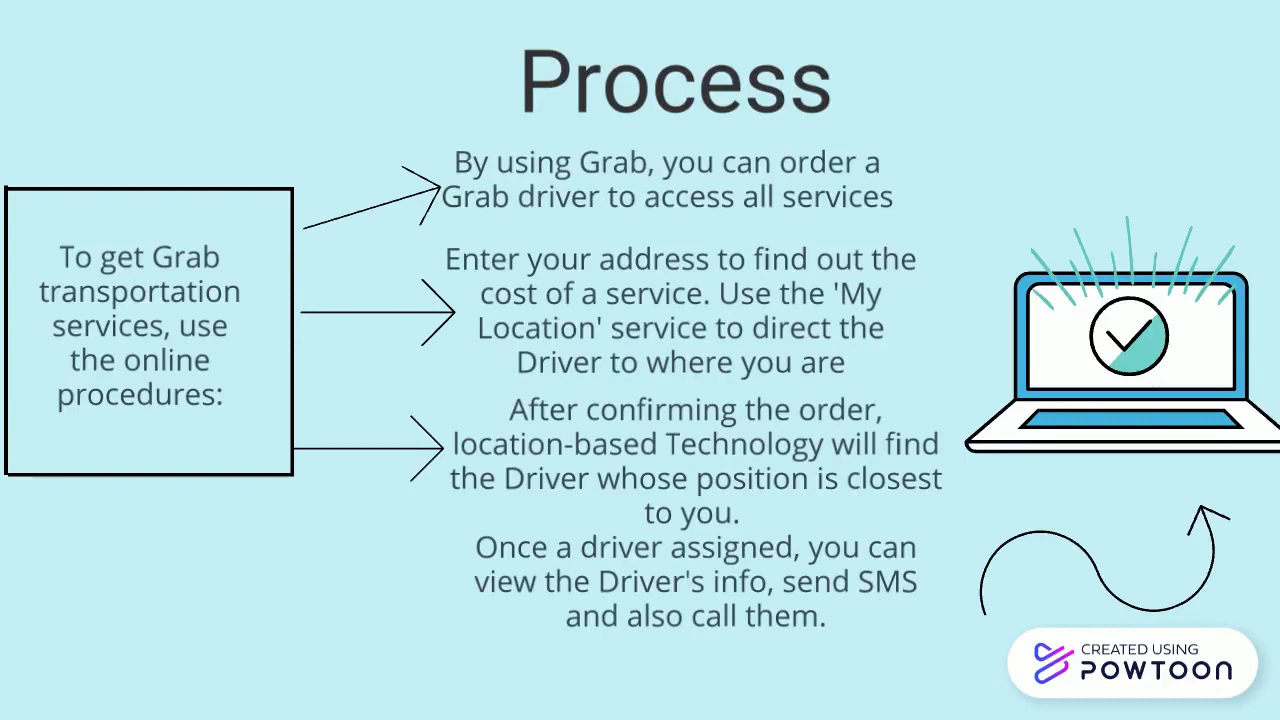 Process
To get Grab
transportation
services, use
the online
procedures:
By using Grab, you can order a
Grab driver to access all services
Enter your address to find out the
cost of a service. Use the 'My
Location' service to direct the
Driver to where you are
After confirming the order,
location-based Technology will find
the Driver whose position is closest
to you.
Once a driver assigned, you can
view the Driver's info, send SMS
and also call them.
CREATED USING
POWTOON